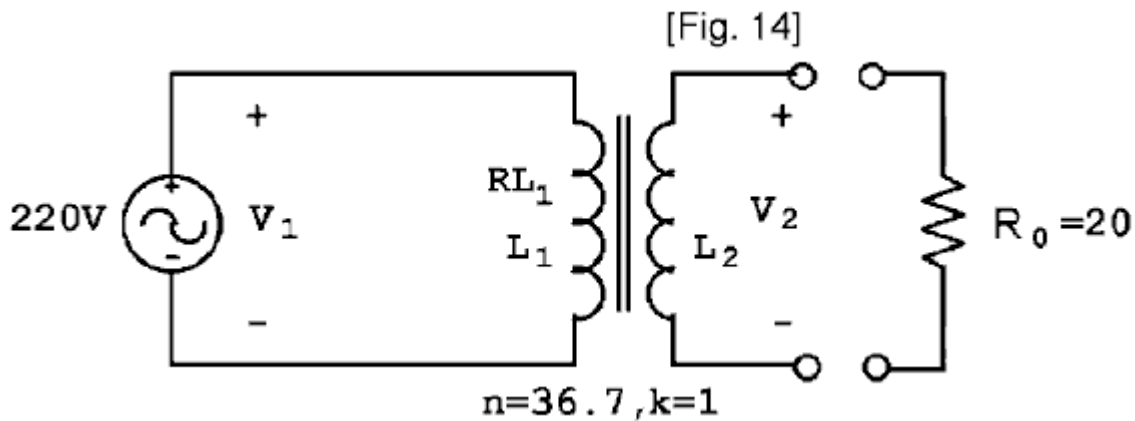 [Fig. 14]
+
+
220V
+
-
V1
RL1
L1
L2
V2
R0 =20
-
-
n=36.7,k=1